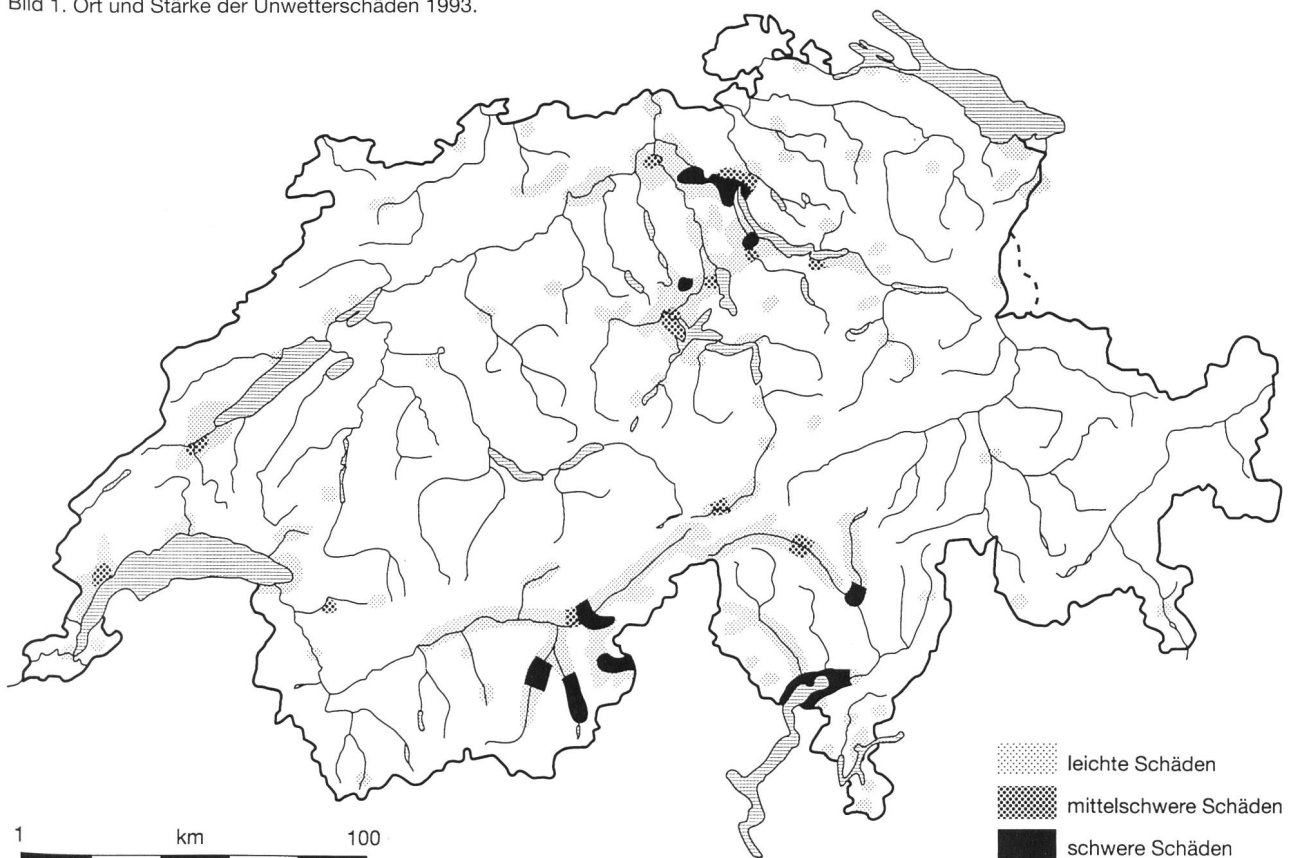 Bild 1. Ort und Stärke der Unwetterschäden 1993.
leichte Schäden
mittelschwere Schäden
schwere Schäden
1 km 100